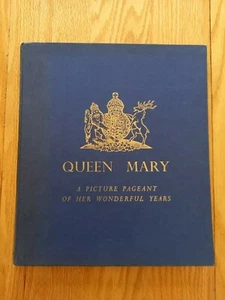 QUEEN MARY
A PICTURE PAGEANT
OF HER WONDERFUL YEARS